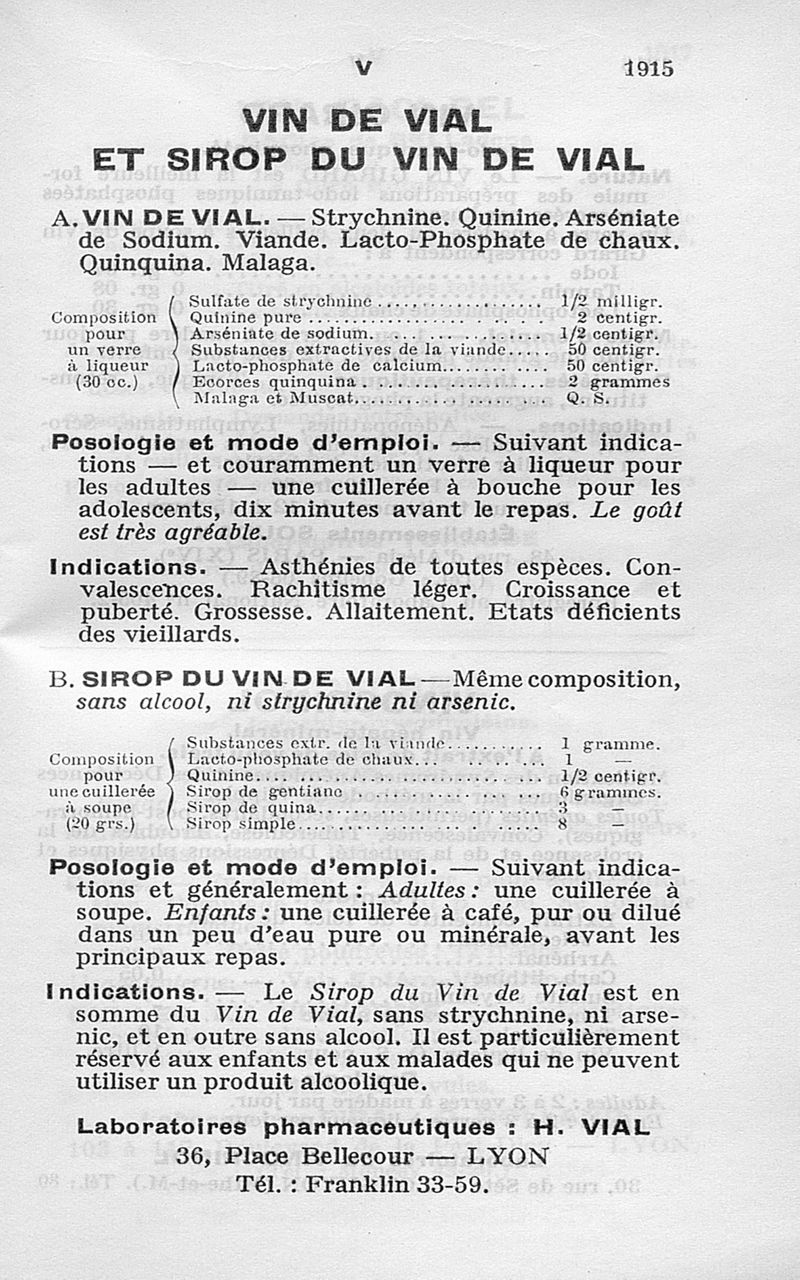 V 1915
VIN DE VIAL
ET SIROP DU VIN DE VIAL
A. VIN DE VIAL. — Strychnine. Quinine. Arséniate
de Sodium. Viande. Lacto-Phosphate de chaux.
Quinquina. Malaga.
Composition
pour
un verre
à liqueur
(30 cc.)
Sulfate de strychnine .................. 1/2 milligr.
Quinine pure ........................ 2 centigr.
Arséniate de sodium................... 1/2 centigr.
Substances extractives de la viande..... 50 centigr.
Lacto-phosphate de calcium............ 50 centigr.
Ecorces quinquina .................... 2 grammes
Malaga et Muscat..................... Q. S.
Posologie et mode d'emploi. — Suivant indica-
tions — et couramment un verre à liqueur pour
les adultes — une cuillerée à bouche pour les
adolescents, dix minutes avant le repas. Le goût
est très agréable.
Indications. — Asthénies de toutes espèces. Con-
valescences. Rachitisme léger. Croissance et
puberté. Grossesse. Allaitement. Etats déficients
des vieillards.
B. SIROP DU VIN DE VIAL — Même composition,
sans alcool, ni strychnine ni arsenic.
Composition
pour
une cuillerée
à soupe
(20 grs.)
Substances extr. de la viande........... 1 gramme.
Lacto-phosphate de chaux.............. 1 —
Quinine............................... 1/2 centigr.
Sirop de gentiane .................... 6 grammes.
Sirop de quina........................ 3 —
Sirop simple.......................... 8 —
Posologie et mode d'emploi. — Suivant indica-
tions et généralement : Adultes : une cuillerée à
soupe. Enfants : une cuillerée à café, pur ou dilué
dans un peu d'eau pure ou minérale, avant les
principaux repas.
Indications. — Le Sirop du Vin de Vial est en
somme du Vin de Vial, sans strychnine, ni arse-
nic, et en outre sans alcool. Il est particulièrement
réservé aux enfants et aux malades qui ne peuvent
utiliser un produit alcoolique.
Laboratoires pharmaceutiques : H. VIAL
36, Place Bellecour — LYON
Tél. : Franklin 33-59.